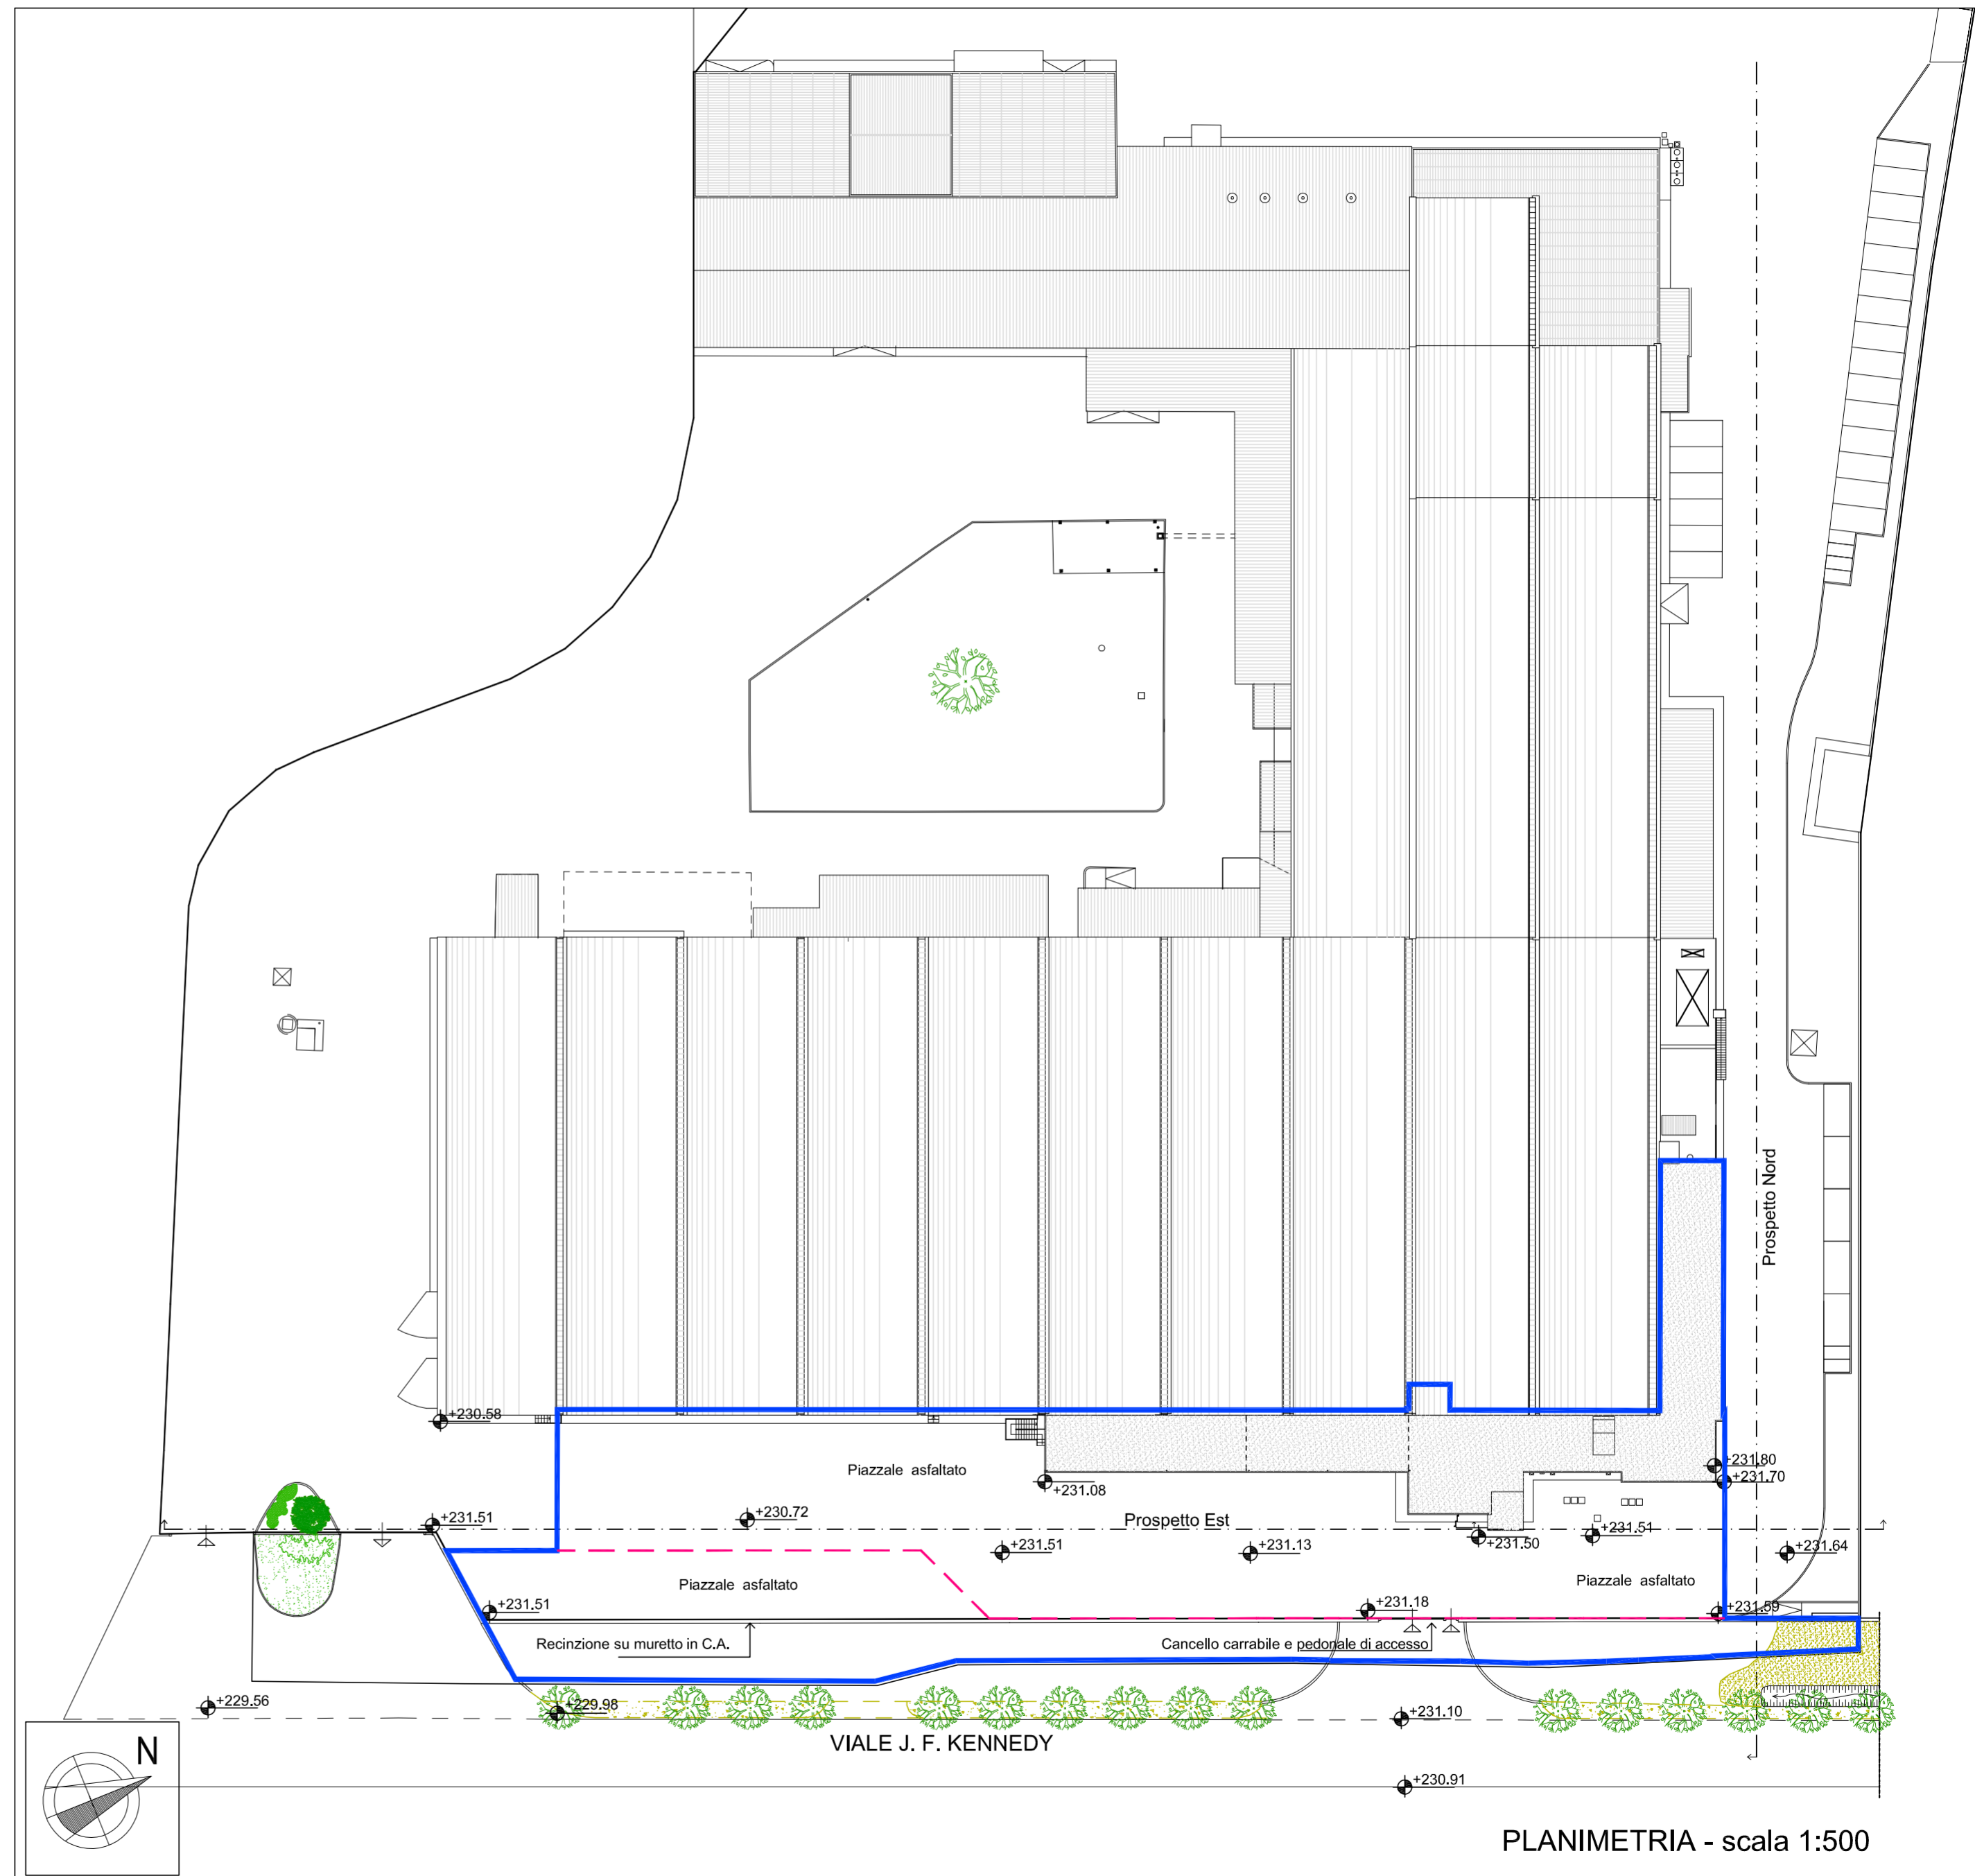 Prospetto Nord
+230.58
Piazzale asfaltato
+231.80
+231.70
+231.08
+230.72
+231.51
Prospetto Est
+231.51
+231.50
+231.51
+231.13
+231.64
Piazzale asfaltato
Piazzale asfaltato
+231.51
+231.18
+231.59
Recinzione su muretto in C.A.
Cancello carrabile e pedonale di accesso
+229.56
+229.98
+231.10
VIALE J. F. KENNEDY
N
+230.91
PLANIMETRIA - scala 1:500